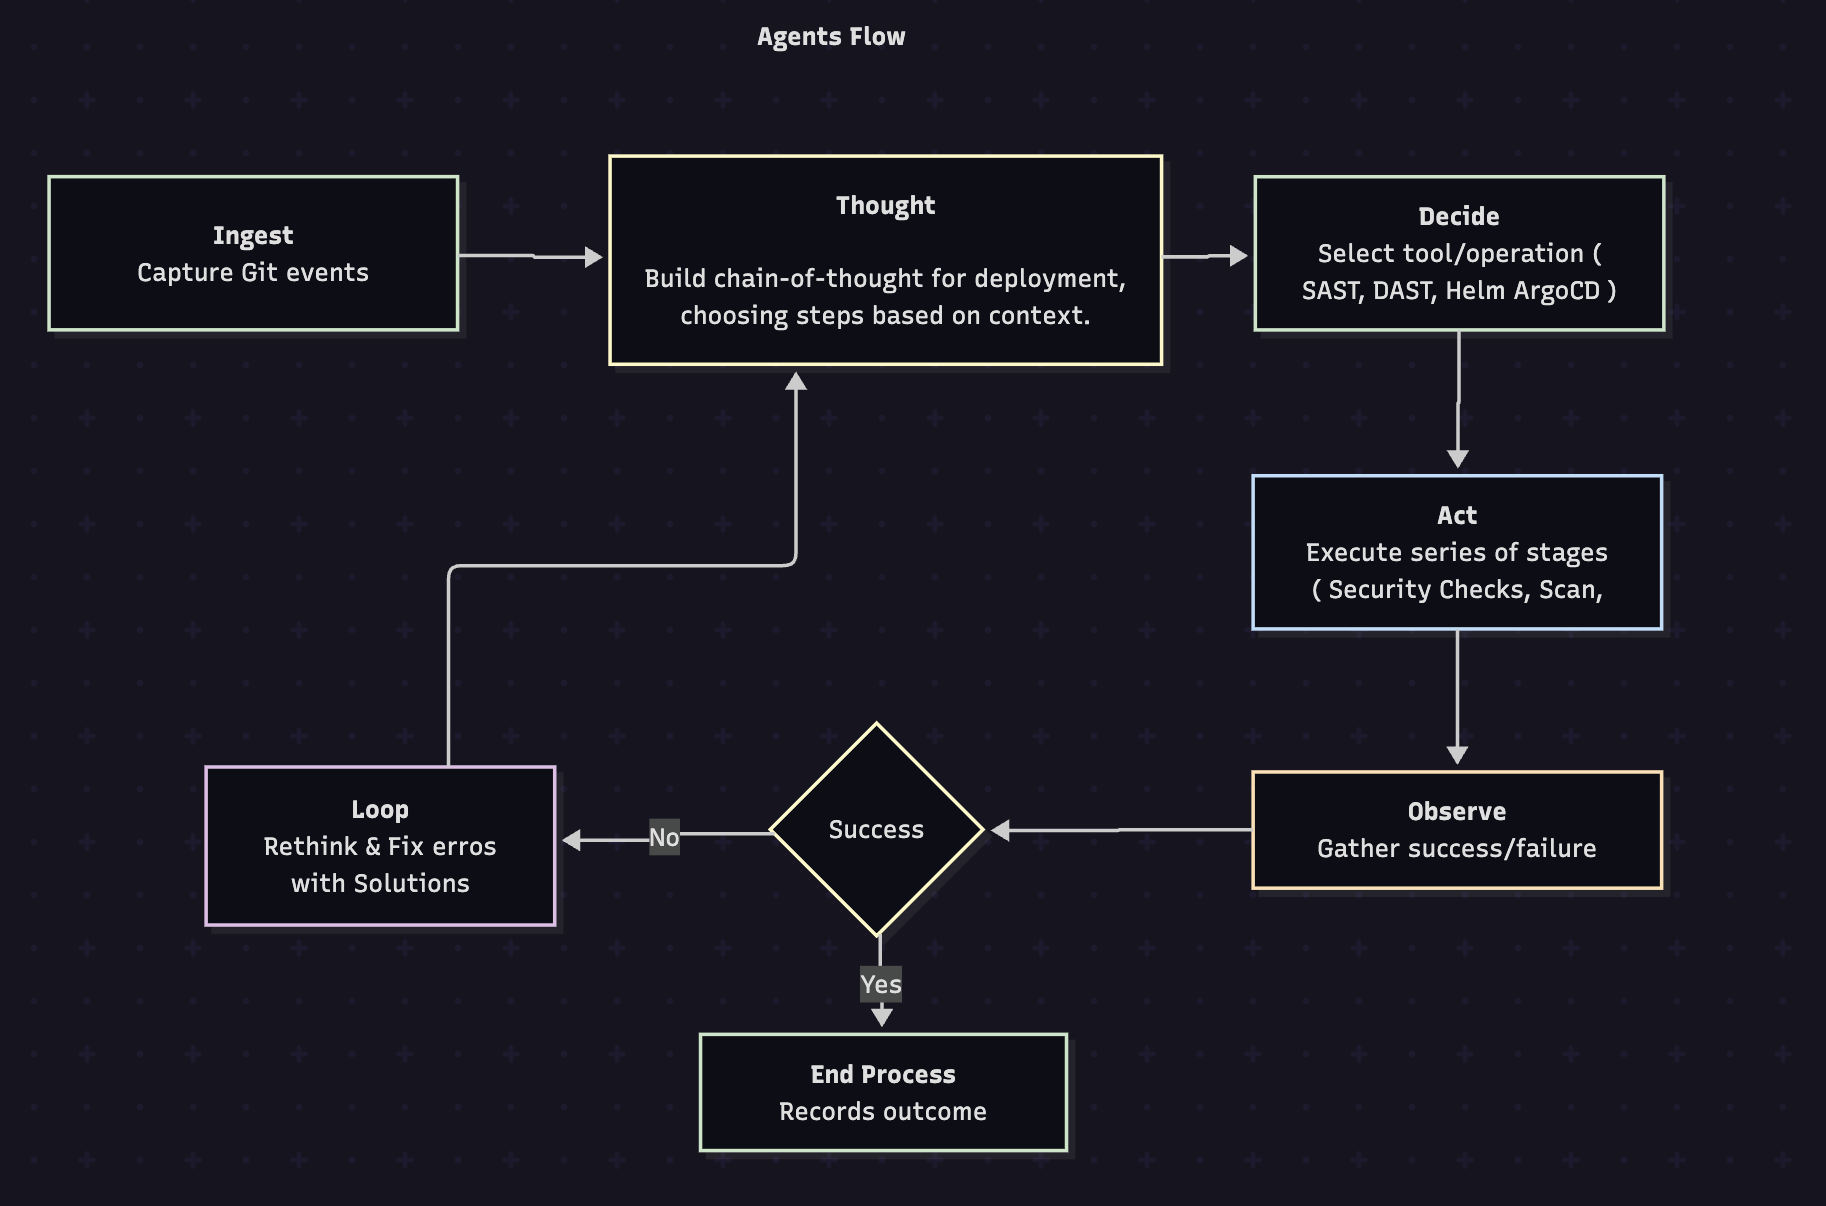 Agents Flow
Ingest
Capture Git events
Thought
Build chain-of-thought for deployment,
choosing steps based on context.
Decide
Select tool/operation (
SAST, DAST, Helm ArgoCD )
Act
Execute series of stages
( Security Checks, Scan,
Observe
Gather success/failure
Success
No
Loop
Rethink & Fix erros
with Solutions
Yes
End Process
Records outcome